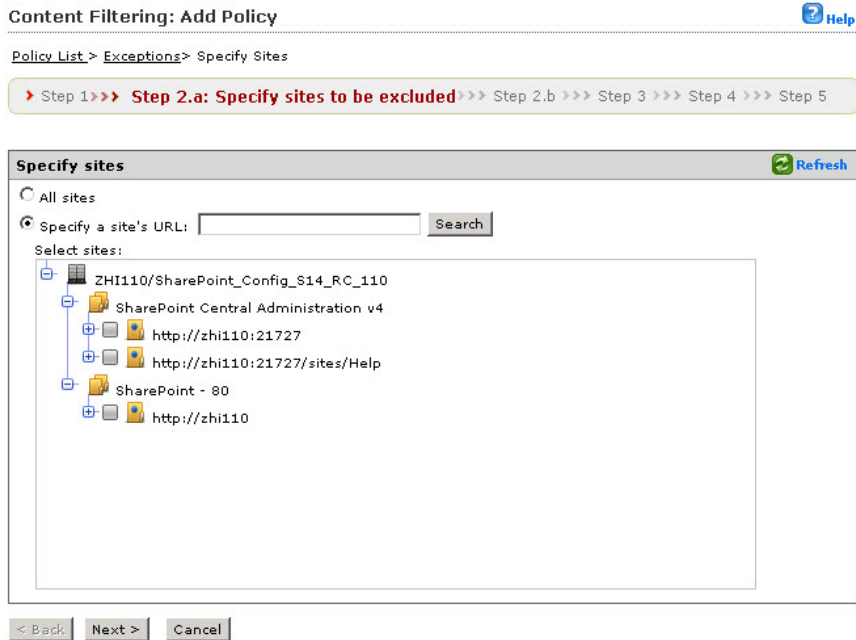 Content Filtering: Add Policy
Help
Policy List > Exceptions> Specify Sites
Step 1>>> Step 2.a: Specify sites to be excluded>>> Step 2.b >>> Step 3 >>> Step 4 >>> Step 5
Specify sites
Refresh
All sites
Specify a site's URL:
Search
Select sites:
ZHI110/SharePoint_Config_S14_RC_110
SharePoint Central Administration v4
http://zhi110:21727
http://zhi110:21727/sites/Help
SharePoint - 80
http://zhi110
< Back
Next >
Cancel